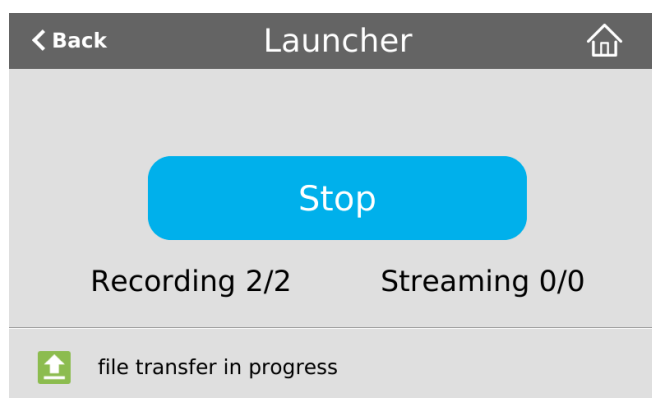 Back Launcher
Stop
Recording 2/2 Streaming 0/0
file transfer in progress